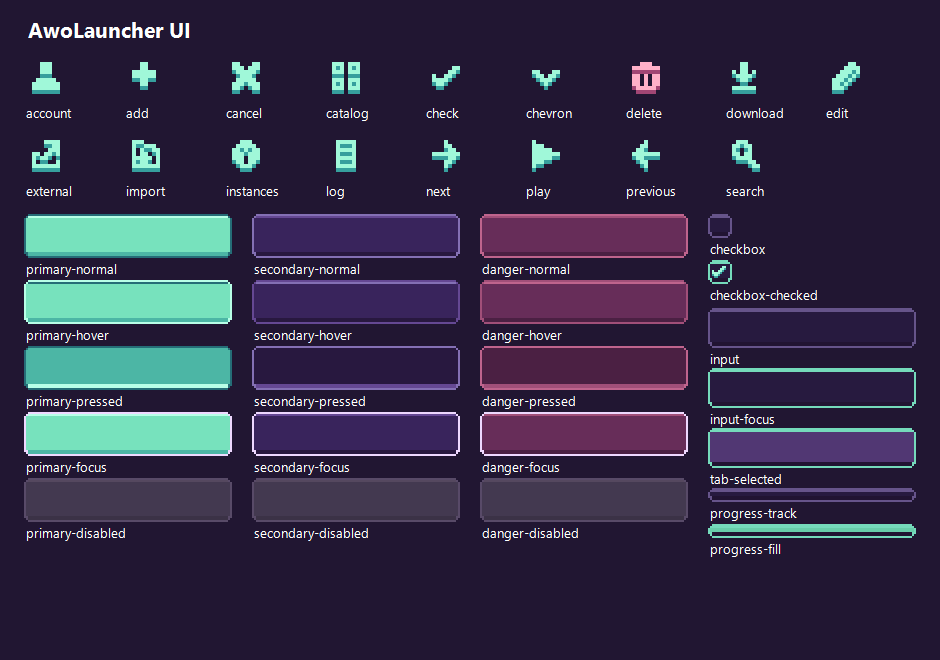 AwoLauncher UI
account add cancel catalog check chevron delete download edit
external import instances log next play previous search
primary-normal secondary-normal danger-normal
primary-hover secondary-hover danger-hover
primary-pressed secondary-pressed danger-pressed
primary-focus secondary-focus danger-focus
primary-disabled secondary-disabled danger-disabled
checkbox
checkbox-checked
input
input-focus
tab-selected
progress-track
progress-fill